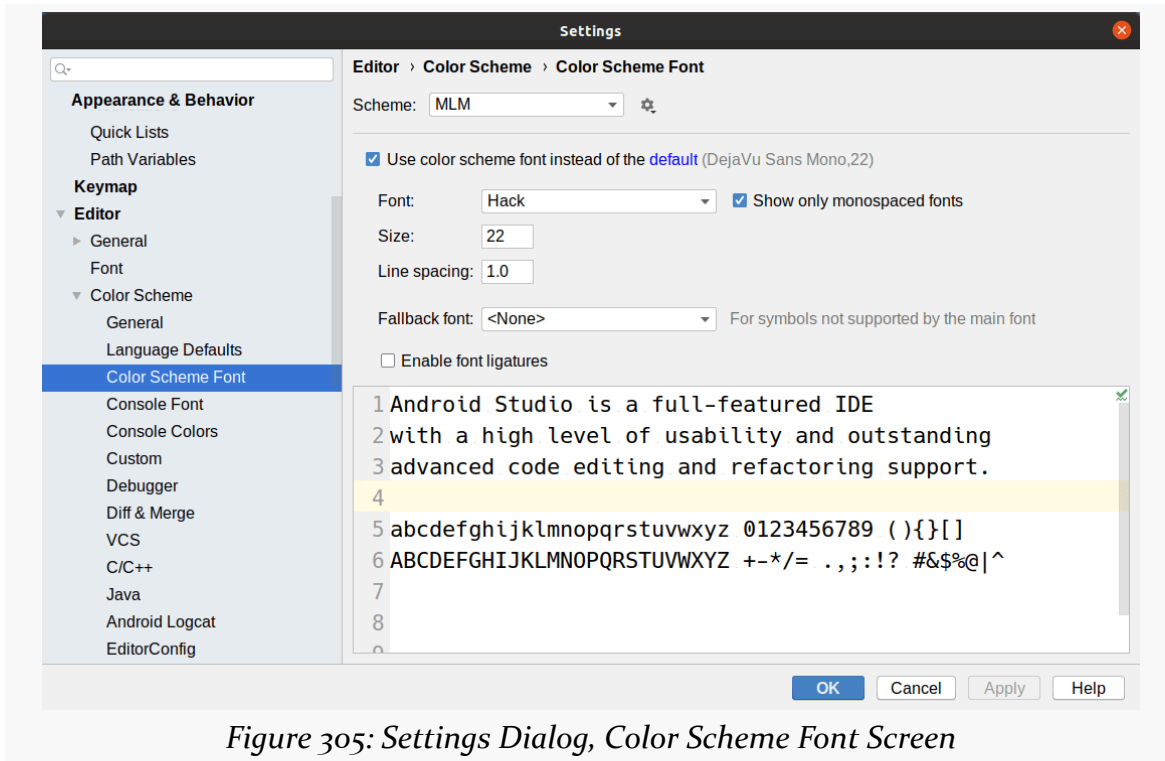 Settings
Editor › Color Scheme › Color Scheme Font
Appearance & Behavior
Quick Lists
Path Variables
Keymap
Editor
General
Font
Color Scheme
General
Language Defaults
Color Scheme Font
Console Font
Console Colors
Custom
Debugger
Diff & Merge
VCS
C/C++
Java
Android Logcat
EditorConfig
Scheme: MLM
Use color scheme font instead of the default (DejaVu Sans Mono,22)
Font: Hack Show only monospaced fonts
Size: 22
Line spacing: 1.0
Fallback font: <None> For symbols not supported by the main font
Enable font ligatures
1 Android Studio is a full-featured IDE
2 with a high level of usability and outstanding
3 advanced code editing and refactoring support.
4
5 abcdefghijklmnopqrstuvwxyz 0123456789 (){}[]
6 ABCDEFGHIJKLMNOPQRSTUVWXYZ +-*/= .,;:!? #&$%@|^
7
8
OK Cancel Apply Help
Figure 305: Settings Dialog, Color Scheme Font Screen